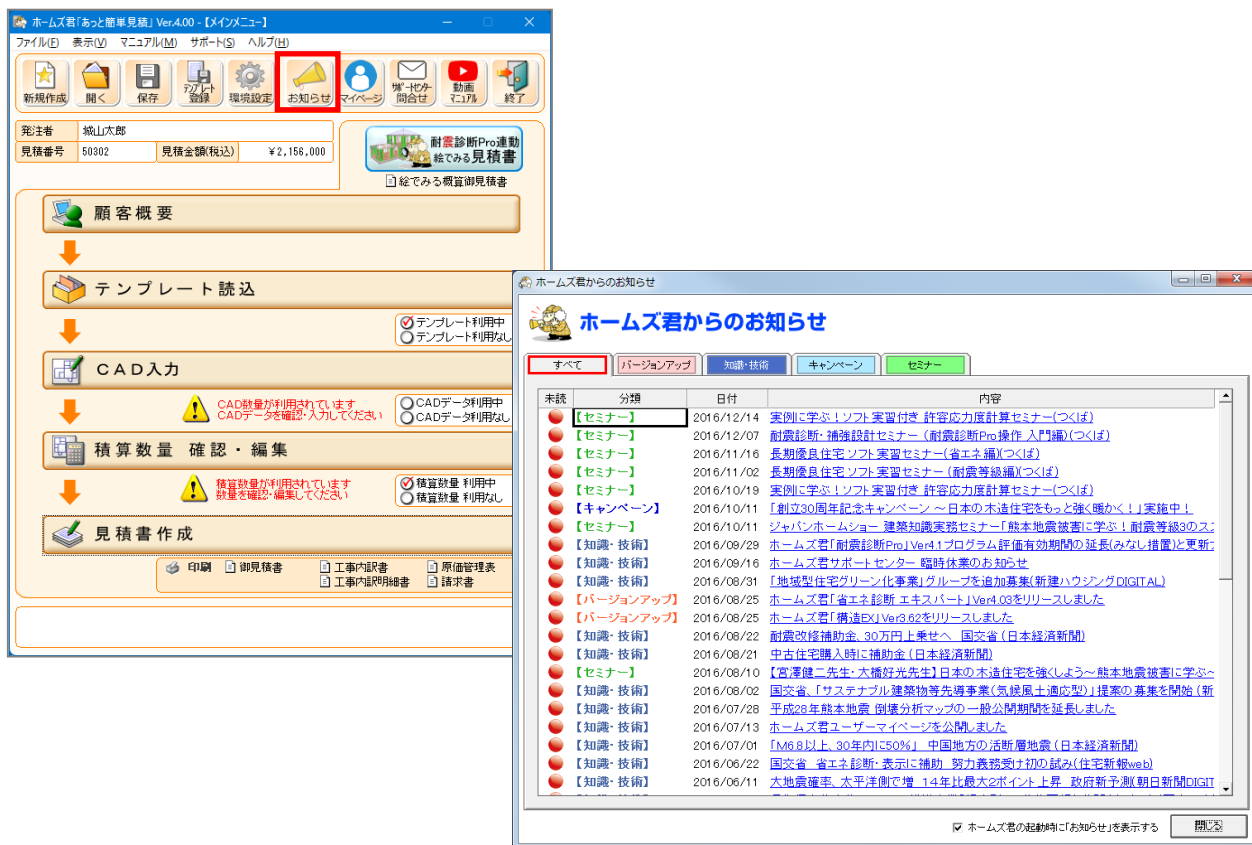 ホームズ君「あっと簡単見積」 Ver.4.00 -【メインメニュー】
ファイル(F) 表示(V) マニュアル(M) サポート(S) ヘルプ(H)
新規作成 開く 保存 テンプレート登録 環境設定 お知らせ マイページ サポートセンター問合せ 動画マニュアル 終了
発注者 城山太郎
見積番号 50302 見積金額(税込) ¥2,156,000
耐震診断Pro連動
絵でみる見積書
絵でみる概算御見積書
顧客概要
テンプレート読込
テンプレート利用中
テンプレート利用なし
CAD入力
CAD数量が利用されています
CADデータを確認・入力してください
CADデータ利用中
CADデータ利用なし
積算数量 確認・編集
積算数量が利用されています
数量を確認・編集してください
積算数量 利用中
積算数量 利用なし
見積書作成
印刷 御見積書 工事内訳書 原価管理表
工事内訳明細書 請求書
ホームズ君からのお知らせ
ホームズ君からのお知らせ
すべて バージョンアップ 知識・技術 キャンペーン セミナー
未読 分類 日付 内容
【セミナー】 2016/12/14 実例に学ぶ!ソフト実習付き 許容応力度計算セミナー(つくば)
【セミナー】 2016/12/07 耐震診断・補強設計セミナー (耐震診断Pro操作 入門編)(つくば)
【セミナー】 2016/11/16 長期優良住宅 ソフト実習セミナー(省エネ編)(つくば)
【セミナー】 2016/11/02 長期優良住宅 ソフト実習セミナー (耐震等級編)(つくば)
【セミナー】 2016/10/19 実例に学ぶ!ソフト実習付き 許容応力度計算セミナー(つくば)
【キャンペーン】 2016/10/11 「創立30周年記念キャンペーン ～日本の木造住宅をもっと強く暖かく!」実施中!
【セミナー】 2016/10/11 ジャパンホームショー 建築知識実務セミナー「熊本地震被害に学ぶ!耐震等級3のス
【知識・技術】 2016/09/29 ホームズ君「耐震診断Pro」Ver4.1プログラム評価有効期間の延長(みなし措置)と更新
【知識・技術】 2016/09/16 ホームズ君サポートセンター 臨時休業のお知らせ
【知識・技術】 2016/08/31 「地域型住宅グリーン化事業」グループを追加募集(新建ハウジングDIGITAL)
【バージョンアップ】 2016/08/25 ホームズ君「省エネ診断 エキスパート」Ver4.03をリリースしました
【バージョンアップ】 2016/08/25 ホームズ君「構造EX」Ver3.62をリリースしました
【知識・技術】 2016/08/22 耐震改修補助金、30万円上乗せへ 国交省 (日本経済新聞)
【知識・技術】 2016/08/21 中古住宅購入時に補助金 (日本経済新聞)
【セミナー】 2016/08/10 【宮澤健二先生・大橋好光先生】日本の木造住宅を強くしよう～熊本地震被害に学ぶ～
【知識・技術】 2016/08/02 国交省、「サステナブル建築物等先導事業(気候風土適応型)」提案の募集を開始 (新
【知識・技術】 2016/07/28 平成28年熊本地震 倒壊分析マップの一般公開期間を延長しました
【知識・技術】 2016/07/13 ホームズ君ユーザーマイページを公開しました
【知識・技術】 2016/07/01 「M6.8以上、30年内に50%」 中国地方の活断層地震 (日本経済新聞)
【知識・技術】 2016/06/22 国交省 省エネ診断・表示に補助 努力義務受け初の試み(住宅新報web)
【知識・技術】 2016/06/11 大地震確率、太平洋側で増 14年比最大2ポイント上昇 政府新予測(朝日新聞DIGIT
ホームズ君の起動時に「お知らせ」を表示する 閉じる